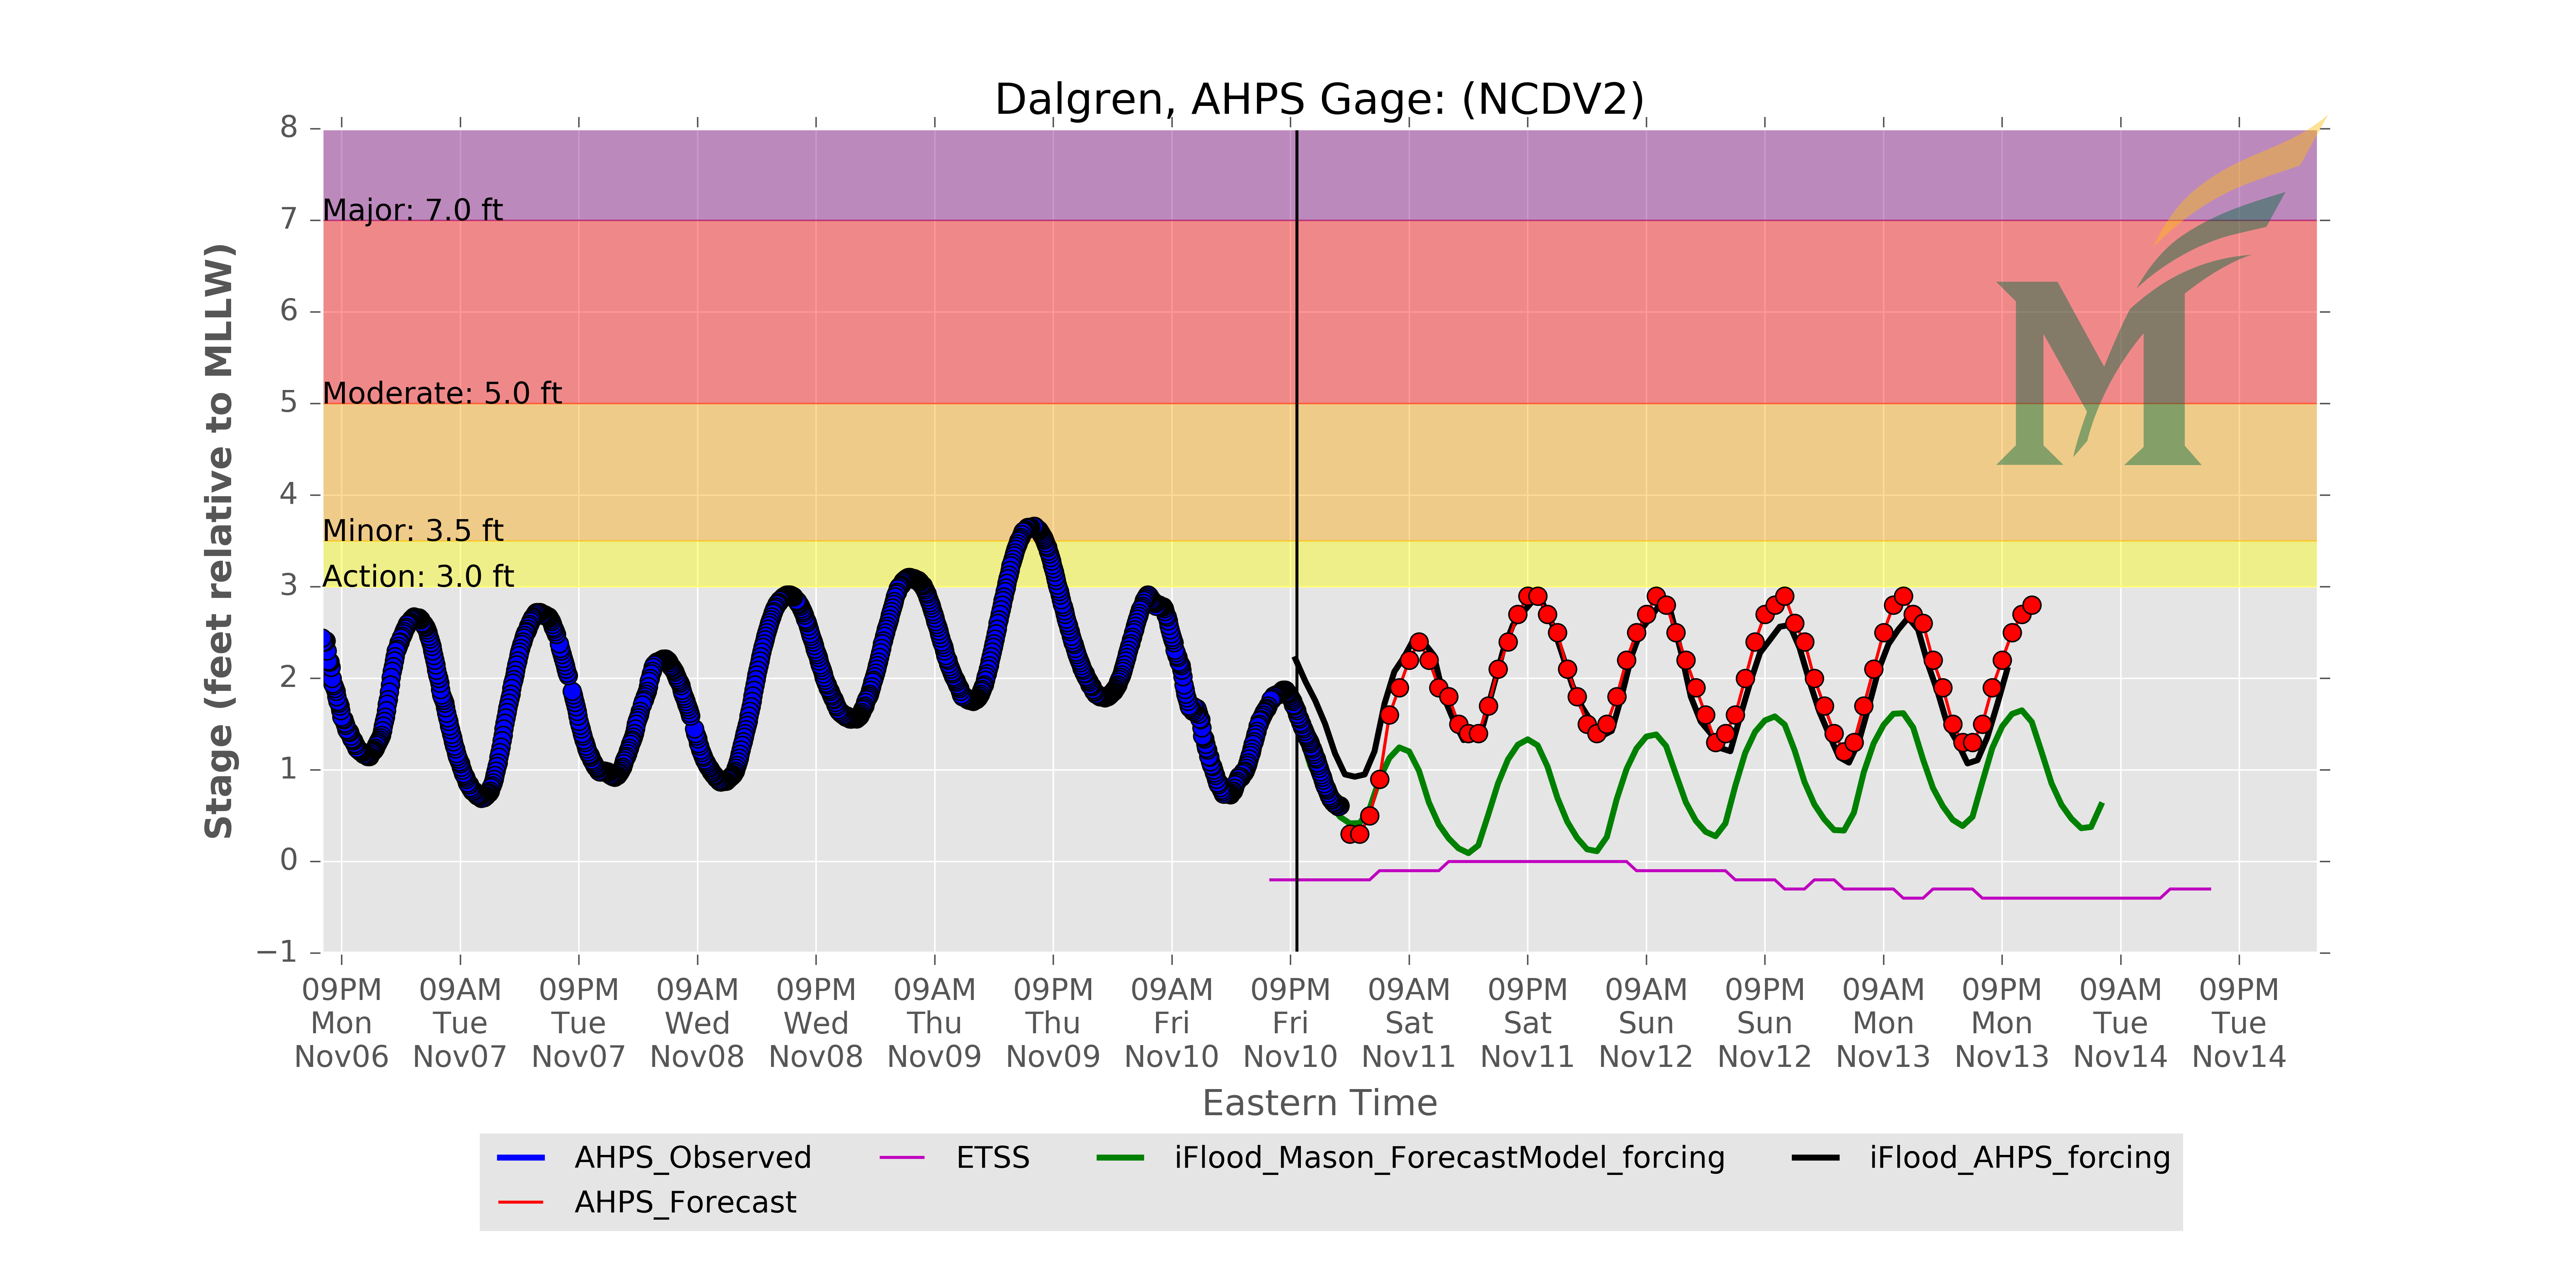 Dalgren, AHPS Gage: (NCDV2)
Stage (feet relative to MLLW)
8
7
6
5
4
3
2
1
0
−1
Major: 7.0 ft
Moderate: 5.0 ft
Minor: 3.5 ft
Action: 3.0 ft
M
09PM 09AM 09PM 09AM 09PM 09AM 09PM 09AM 09PM 09AM 09PM 09AM 09PM 09AM 09PM 09AM 09PM
Mon Tue Tue Wed Wed Thu Thu Fri Fri Sat Sat Sun Sun Mon Mon Tue Tue
Nov06 Nov07 Nov07 Nov08 Nov08 Nov09 Nov09 Nov10 Nov10 Nov11 Nov11 Nov12 Nov12 Nov13 Nov13 Nov14 Nov14
Eastern Time
AHPS_Observed ETSS iFlood_Mason_ForecastModel_forcing iFlood_AHPS_forcing
AHPS_Forecast